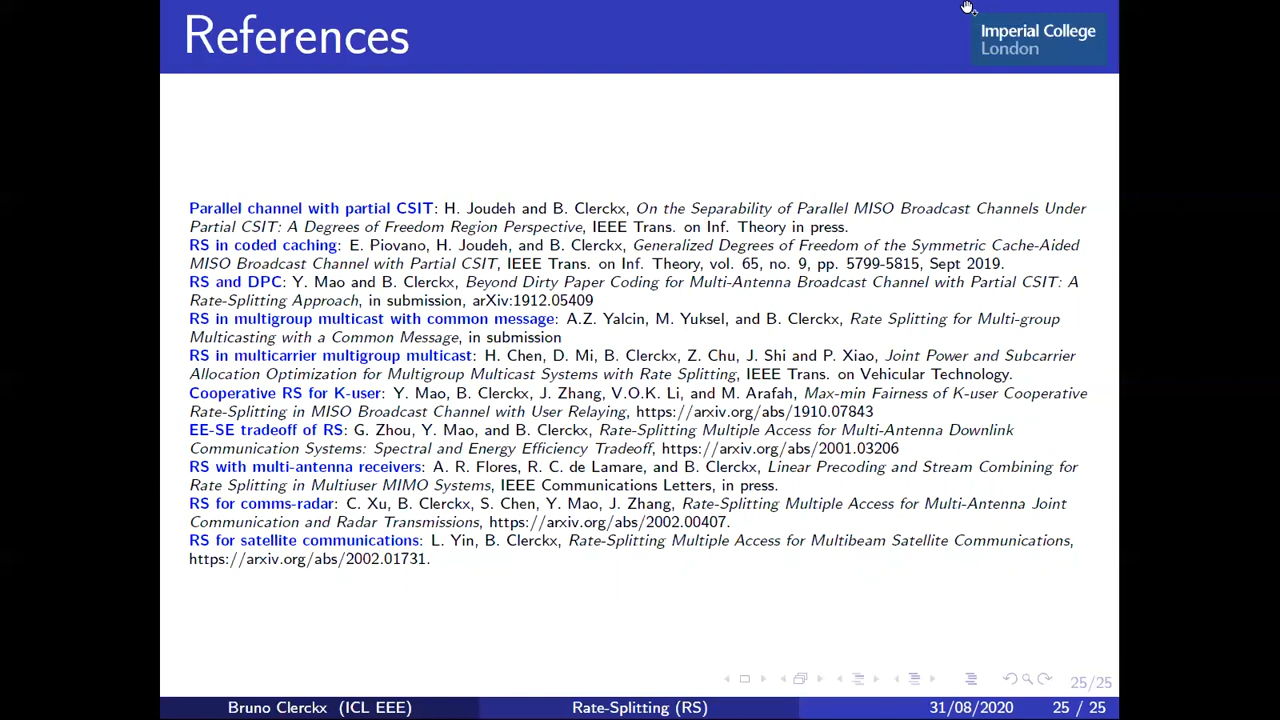 References
Imperial College
London
Parallel channel with partial CSIT: H. Joudeh and B. Clerckx, On the Separability of Parallel MISO Broadcast Channels Under
Partial CSIT: A Degrees of Freedom Region Perspective, IEEE Trans. on Inf. Theory in press.
RS in coded caching: E. Piovano, H. Joudeh, and B. Clerckx, Generalized Degrees of Freedom of the Symmetric Cache-Aided
MISO Broadcast Channel with Partial CSIT, IEEE Trans. on Inf. Theory, vol. 65, no. 9, pp. 5799-5815, Sept 2019.
RS and DPC: Y. Mao and B. Clerckx, Beyond Dirty Paper Coding for Multi-Antenna Broadcast Channel with Partial CSIT: A
Rate-Splitting Approach, in submission, arXiv:1912.05409
RS in multigroup multicast with common message: A.Z. Yalcin, M. Yuksel, and B. Clerckx, Rate Splitting for Multi-group
Multicasting with a Common Message, in submission
RS in multicarrier multigroup multicast: H. Chen, D. Mi, B. Clerckx, Z. Chu, J. Shi and P. Xiao, Joint Power and Subcarrier
Allocation Optimization for Multigroup Multicast Systems with Rate Splitting, IEEE Trans. on Vehicular Technology.
Cooperative RS for K-user: Y. Mao, B. Clerckx, J. Zhang, V.O.K. Li, and M. Arafah, Max-min Fairness of K-user Cooperative
Rate-Splitting in MISO Broadcast Channel with User Relaying, https://arxiv.org/abs/1910.07843
EE-SE tradeoff of RS: G. Zhou, Y. Mao, and B. Clerckx, Rate-Splitting Multiple Access for Multi-Antenna Downlink
Communication Systems: Spectral and Energy Efficiency Tradeoff, https://arxiv.org/abs/2001.03206
RS with multi-antenna receivers: A. R. Flores, R. C. de Lamare, and B. Clerckx, Linear Precoding and Stream Combining for
Rate Splitting in Multiuser MIMO Systems, IEEE Communications Letters, in press.
RS for comms-radar: C. Xu, B. Clerckx, S. Chen, Y. Mao, J. Zhang, Rate-Splitting Multiple Access for Multi-Antenna Joint
Communication and Radar Transmissions, https://arxiv.org/abs/2002.00407.
RS for satellite communications: L. Yin, B. Clerckx, Rate-Splitting Multiple Access for Multibeam Satellite Communications,
https://arxiv.org/abs/2002.01731.
25/25
Bruno Clerckx (ICL EEE) Rate-Splitting (RS) 31/08/2020 25 / 25